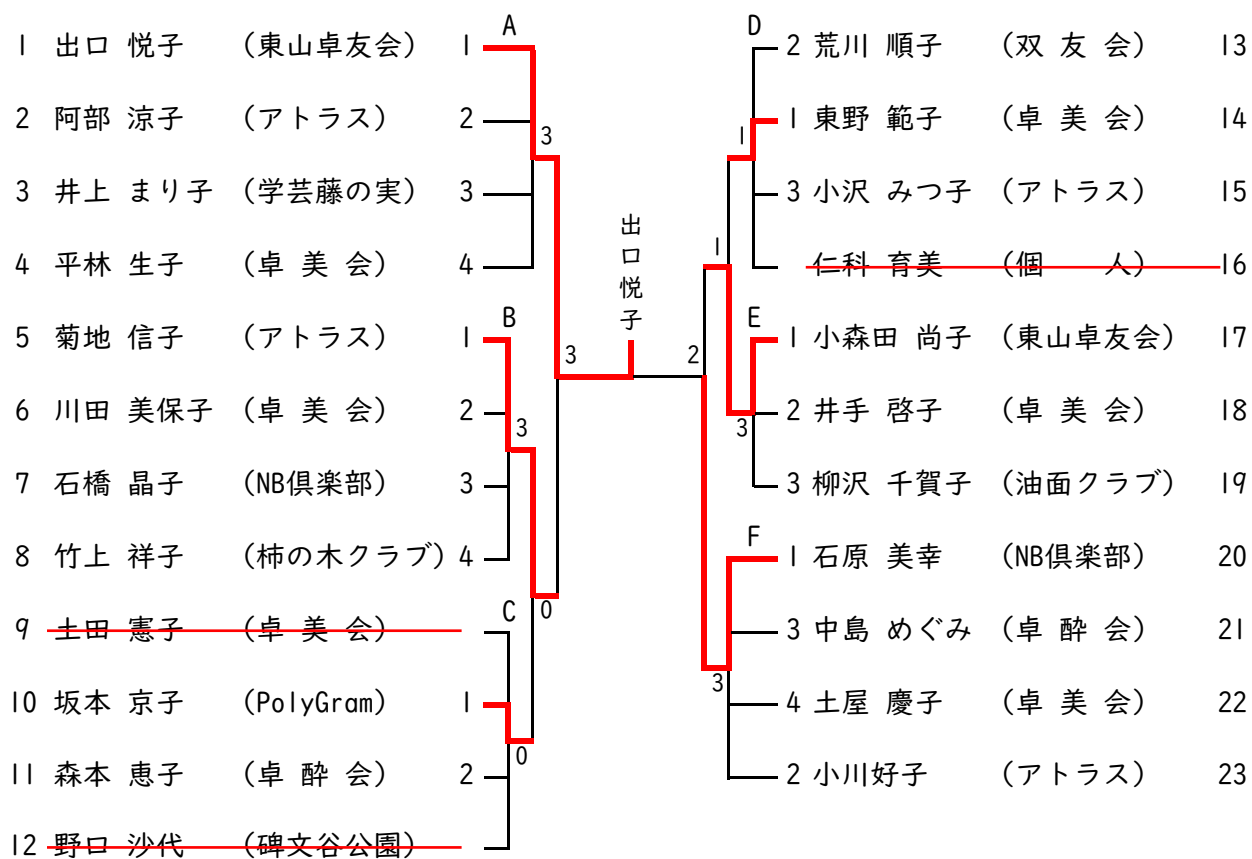 A
D
1 出口 悦子 (東山卓友会) 1
2 荒川 順子 (双 友 会) 13
2 阿部 涼子 (アトラス) 2
3
1
1 東野 範子 (卓 美 会) 14
3 井上 まり子 (学芸藤の実) 3
3 小沢 みつ子 (アトラス) 15
出口悦子
1
4 平林 生子 (卓 美 会) 4
仁科 育美 (個 人) 16
B
E
5 菊地 信子 (アトラス) 1
1 小森田 尚子 (東山卓友会) 17
3
2
6 川田 美保子 (卓 美 会) 2
3
3
2 井手 啓子 (卓 美 会) 18
7 石橋 晶子 (NB倶楽部) 3
3 柳沢 千賀子 (油面クラブ) 19
F
8 竹上 祥子 (柿の木クラブ) 4
1 石原 美幸 (NB倶楽部) 20
C
0
9 土田 憲子 (卓 美 会)
3 中島 めぐみ (卓 酔 会) 21
3
10 坂本 京子 (PolyGram) 1
4 土屋 慶子 (卓 美 会) 22
0
11 森本 恵子 (卓 酔 会) 2
2 小川好子 (アトラス) 23
12 野口 沙代 (碑文谷公園)